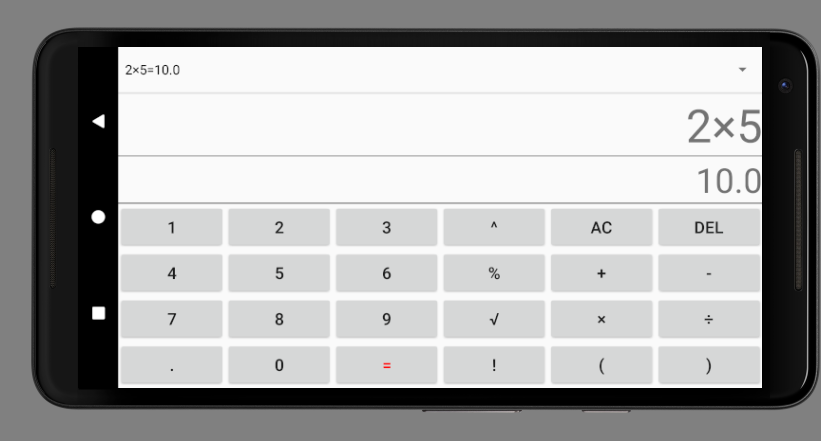 2×5=10.0
2×5
10.0
1 2 3 ^ AC DEL
4 5 6 % + -
7 8 9 √ × ÷
. 0 = ! ( )